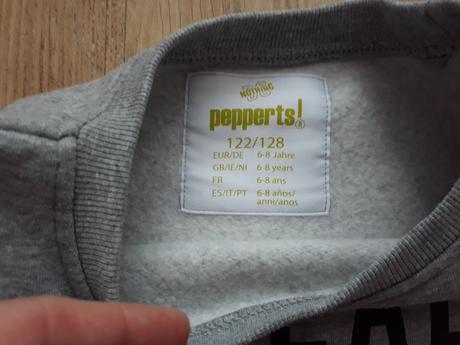 NOTHING
pepperts!®
122/128
EUR/DE 6-8 Jahre
GB/IE/NI 6-8 years
FR 6-8 ans
ES/IT/PT 6-8 años/
anni/anos